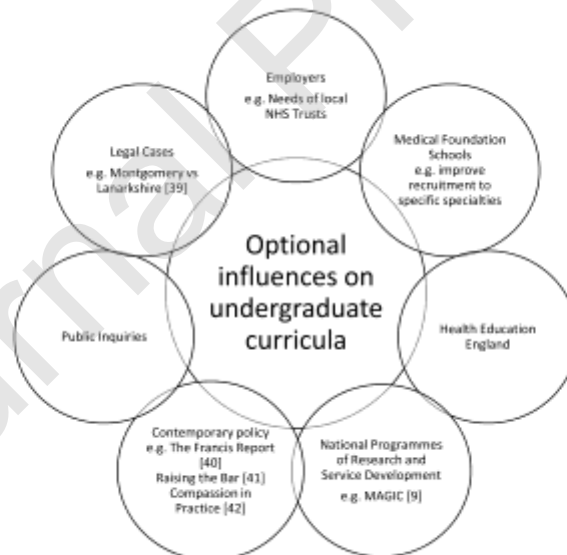 Employers
e.g. Needs of local
NHS Trusts
Medical Foundation
Schools
e.g. improve
recruitment to
specific specialties
Health Education
England
National Programmes
of Research and
Service Development
e.g. MAGIC [9]
Contemporary policy
e.g. The Francis Report
[40]
Raising the Bar [41]
Compassion in
Practice [42]
Public Inquiries
Legal Cases
e.g. Montgomery vs
Lanarkshire [39]
Optional
influences on
undergraduate
curricula